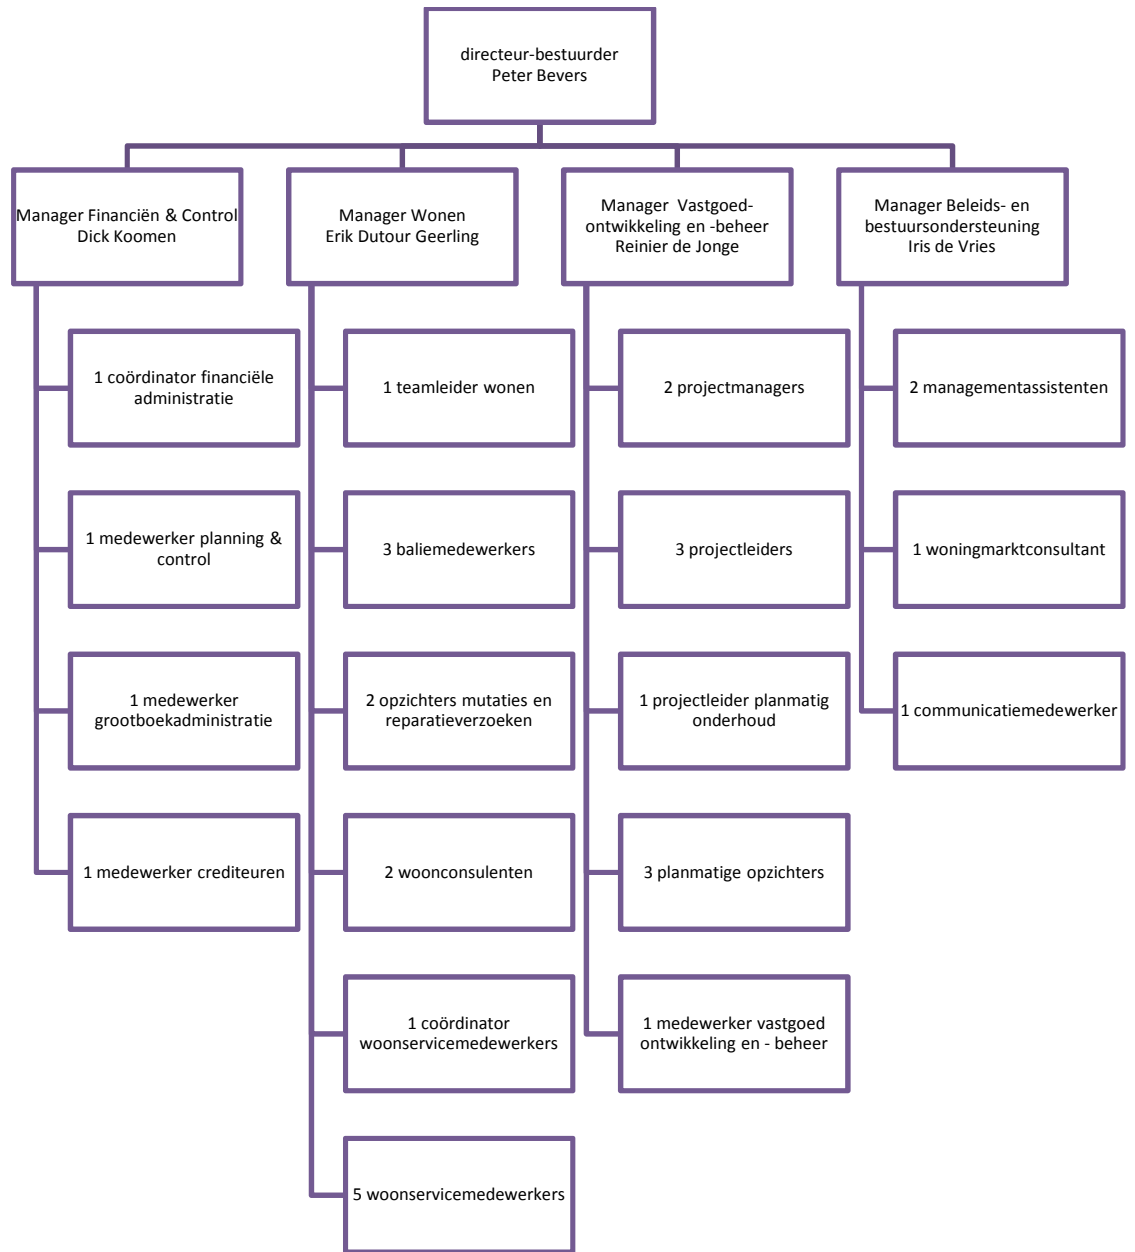 directeur-bestuurder
Peter Bevers
Manager Financiën & Control
Dick Koomen
Manager Wonen
Erik Dutour Geerling
Manager Vastgoed-
ontwikkeling en -beheer
Reinier de Jonge
Manager Beleids- en
bestuursondersteuning
Iris de Vries
1 coördinator financiële
administratie
1 medewerker planning &
control
1 medewerker
grootboekadministratie
1 medewerker crediteuren
1 teamleider wonen
3 baliemedewerkers
2 opzichters mutaties en
reparatieverzoeken
2 woonconsulenten
1 coördinator
woonservicemedewerkers
5 woonservicemedewerkers
2 projectmanagers
3 projectleiders
1 projectleider planmatig
onderhoud
3 planmatige opzichters
1 medewerker vastgoed
ontwikkeling en - beheer
2 managementassistenten
1 woningmarktconsultant
1 communicatiemedewerker